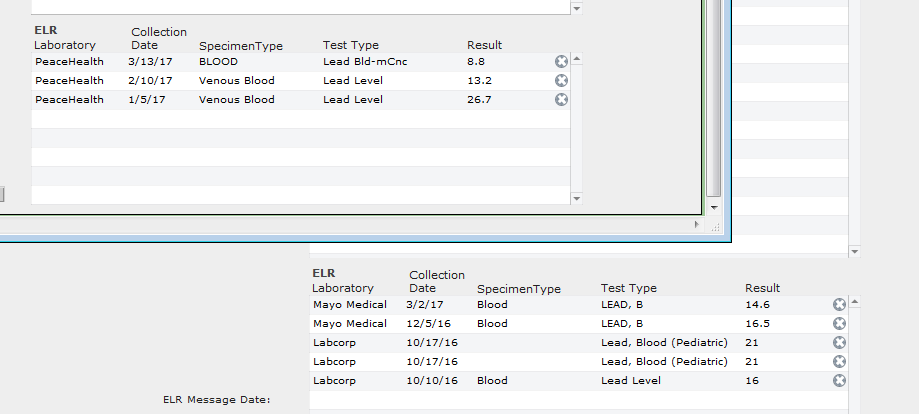 ELR
Laboratory Collection Date SpecimenType Test Type Result
PeaceHealth 3/13/17 BLOOD Lead Bld-mCnc 8.8
PeaceHealth 2/10/17 Venous Blood Lead Level 13.2
PeaceHealth 1/5/17 Venous Blood Lead Level 26.7
ELR
Laboratory Collection Date SpecimenType Test Type Result
Mayo Medical 3/2/17 Blood LEAD, B 14.6
Mayo Medical 12/5/16 Blood LEAD, B 16.5
Labcorp 10/17/16 Lead, Blood (Pediatric) 21
Labcorp 10/17/16 Lead, Blood (Pediatric) 21
Labcorp 10/10/16 Blood Lead Level 16
ELR Message Date: